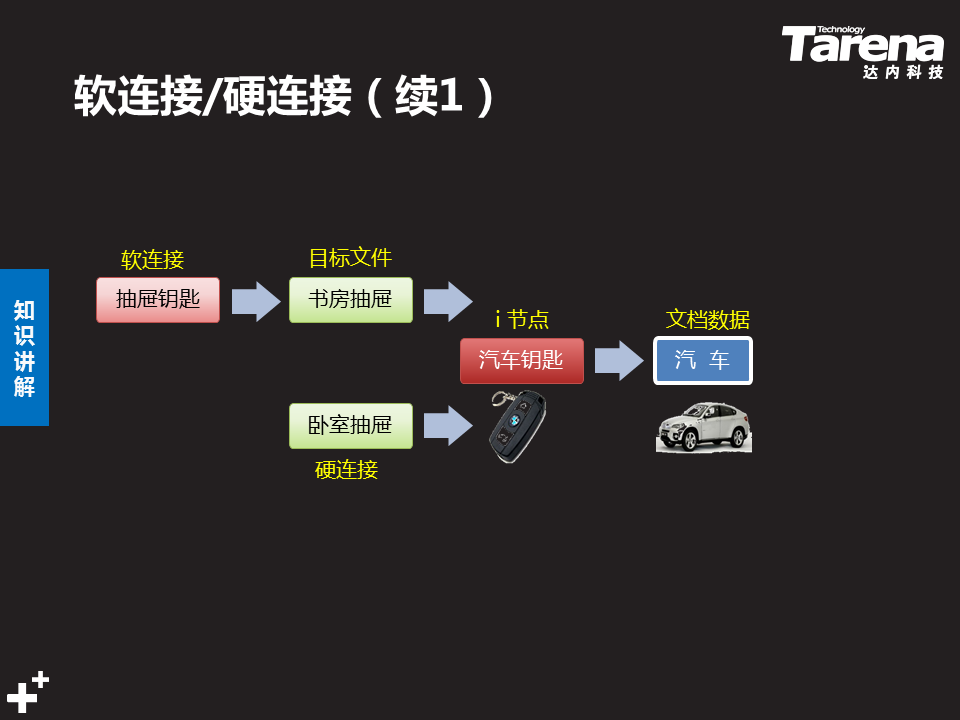 Technology
Tarena
达内科技
软连接/硬连接（续1）
知识讲解
软连接
目标文件
抽屉钥匙
书房抽屉
i 节点
文档数据
汽车钥匙
汽 车
卧室抽屉
硬连接